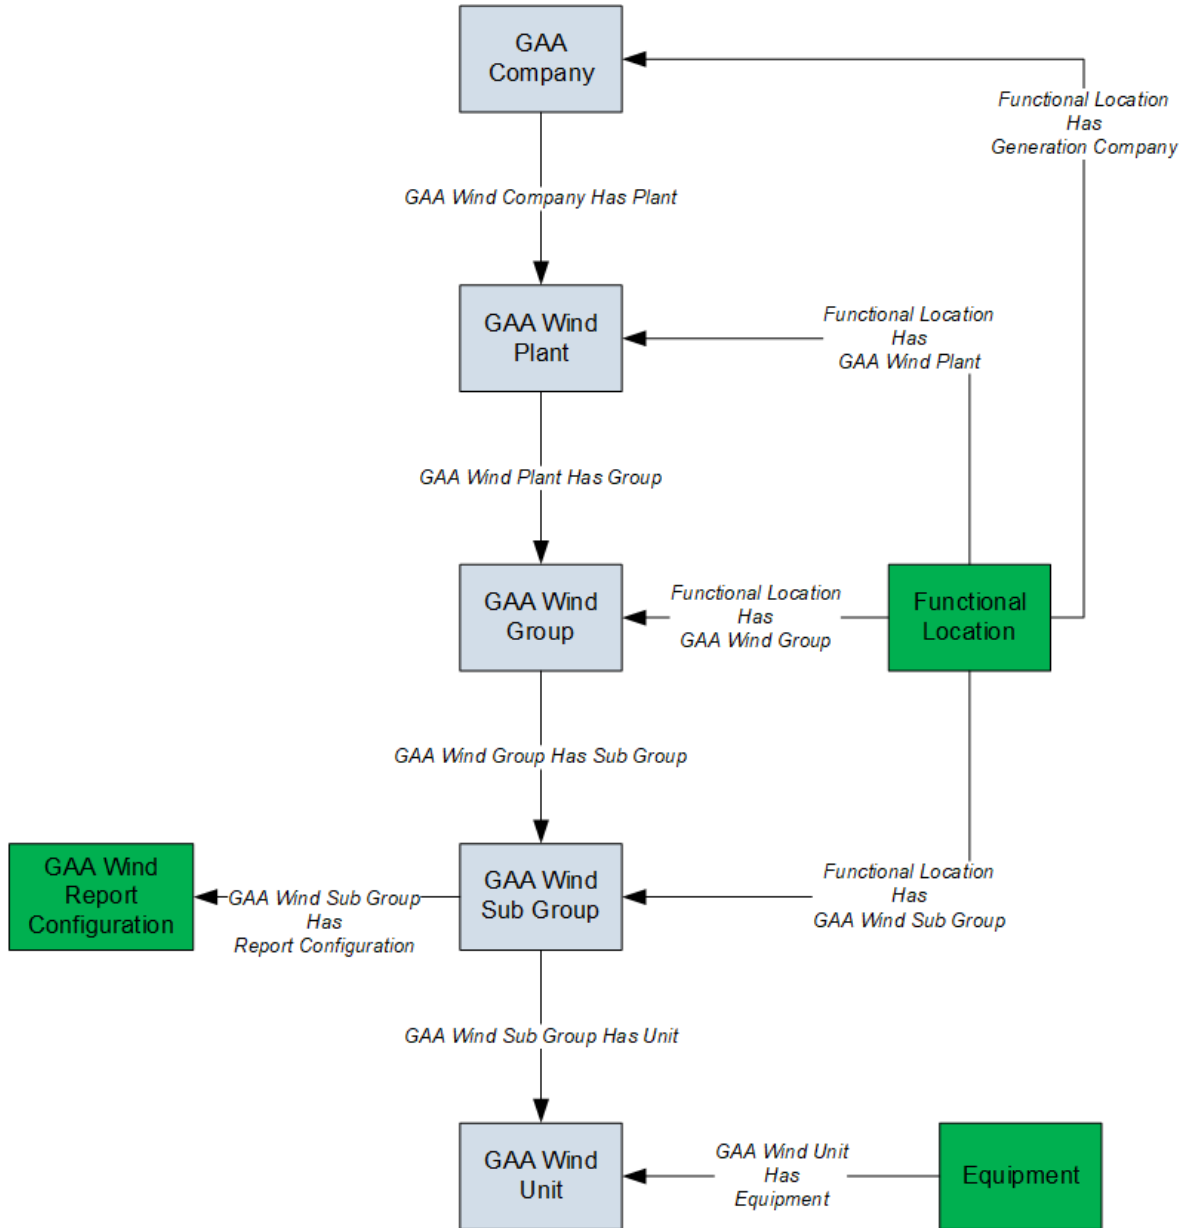 GAA
Company
Functional Location
Has
Generation Company
GAA Wind Company Has Plant
GAA Wind
Plant
Functional Location
Has
GAA Wind Plant
GAA Wind Plant Has Group
GAA Wind
Group
Functional Location
Has
GAA Wind Group
Functional
Location
GAA Wind Group Has Sub Group
GAA Wind
Report
Configuration
GAA Wind Sub Group
Has
Report Configuration
GAA Wind
Sub Group
Functional Location
Has
GAA Wind Sub Group
GAA Wind Sub Group Has Unit
GAA Wind
Unit
GAA Wind Unit
Has
Equipment
Equipment